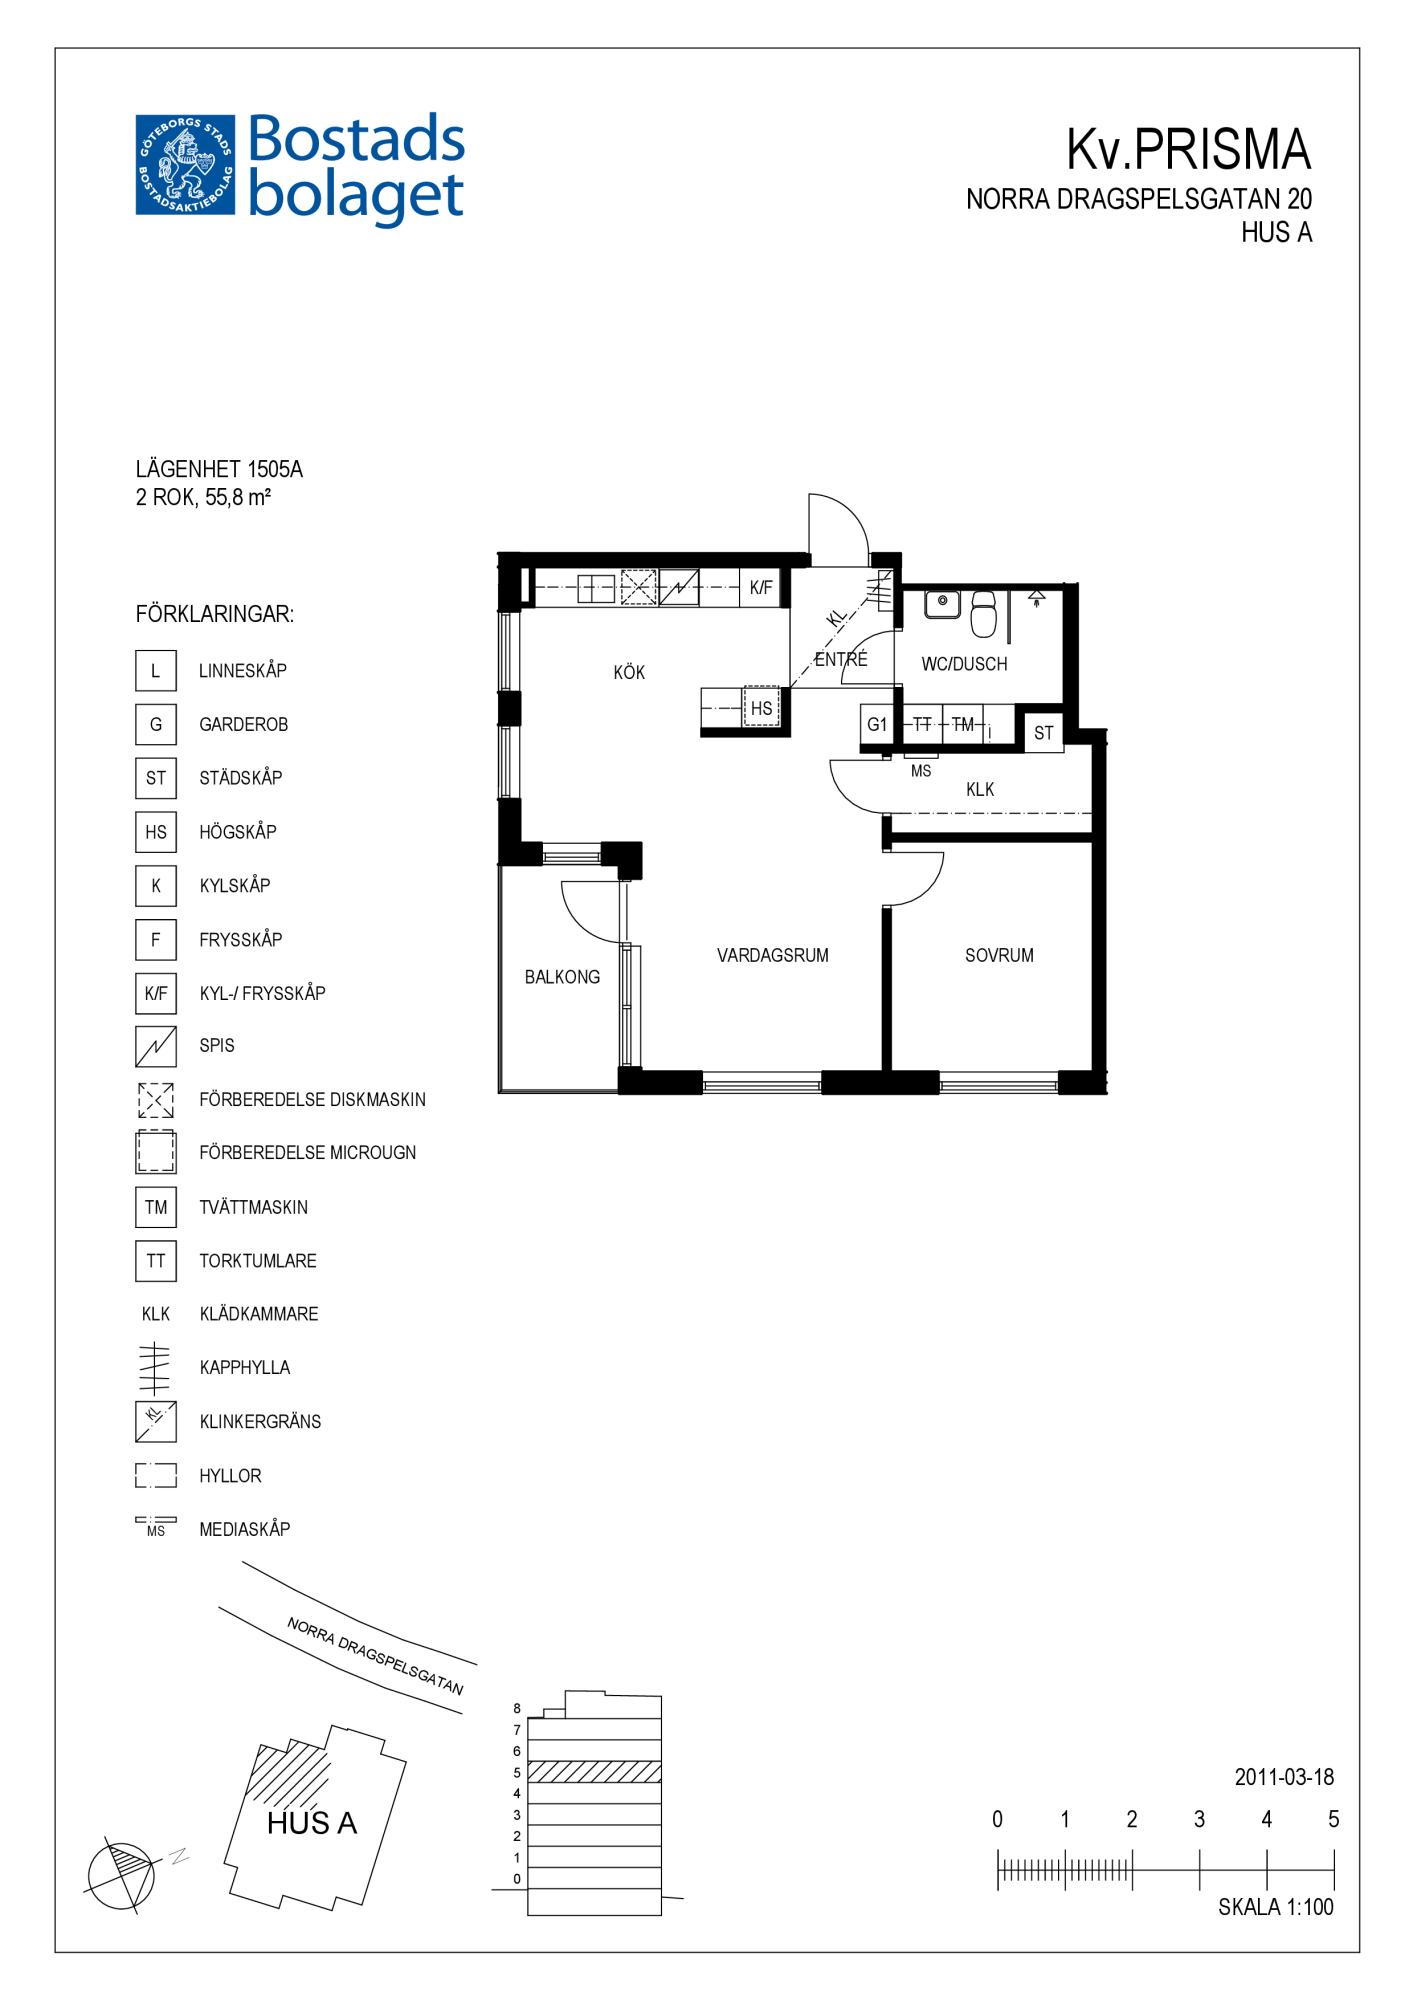 GÖTEBORGS STADS
BOSTADSAKTIEBOLAG
Bostads
bolaget
Kv.PRISMA
NORRA DRAGSPELSGATAN 20
HUS A
LÄGENHET 1505A
2 ROK, 55,8 m²
FÖRKLARINGAR:
L LINNESKÅP
G GARDEROB
ST STÄDSKÅP
HS HÖGSKÅP
K KYLSKÅP
F FRYSSKÅP
K/F KYL-/ FRYSSKÅP
SPIS
FÖRBEREDELSE DISKMASKIN
FÖRBEREDELSE MICROUGN
TM TVÄTTMASKIN
TT TORKTUMLARE
KLK KLÄDKAMMARE
KAPPHYLLA
KL KLINKERGRÄNS
HYLLOR
MS MEDIASKÅP
K/F
KL
ENTRÉ
WC/DUSCH
KÖK
HS
G1
TT
TM
ST
MS
KLK
VARDAGSRUM
SOVRUM
BALKONG
NORRA DRAGSPELSGATAN
HUS A
N
8
7
6
5
4
3
2
1
0
2011-03-18
0 1 2 3 4 5
SKALA 1:100